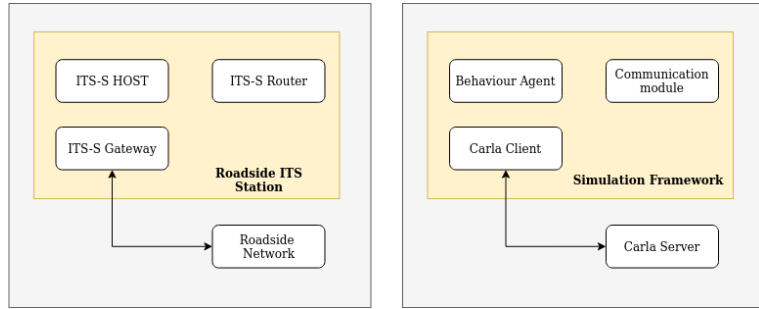 ITS-S HOST
ITS-S Router
ITS-S Gateway
Roadside ITS
Station
Roadside
Network
Behaviour Agent
Communication
module
Carla Client
Simulation Framework
Carla Server